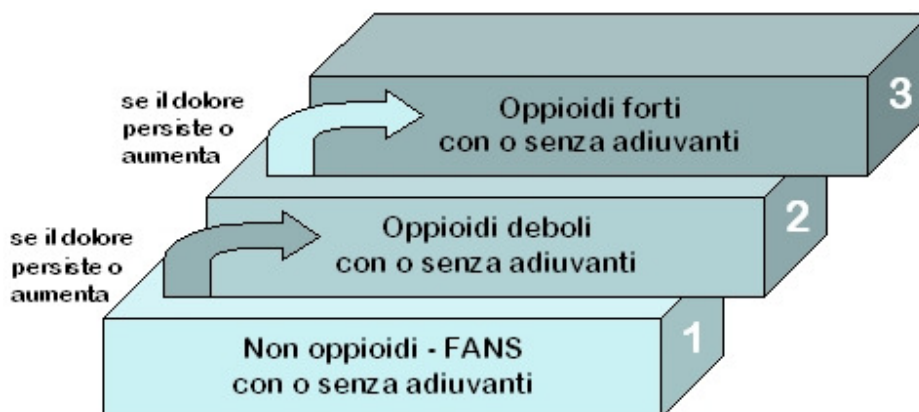 se il dolore
persiste o
aumenta
Oppioidi forti
con o senza adiuvanti
3
se il dolore
persiste o
aumenta
Oppioidi deboli
con o senza adiuvanti
2
Non oppioidi - FANS
con o senza adiuvanti
1